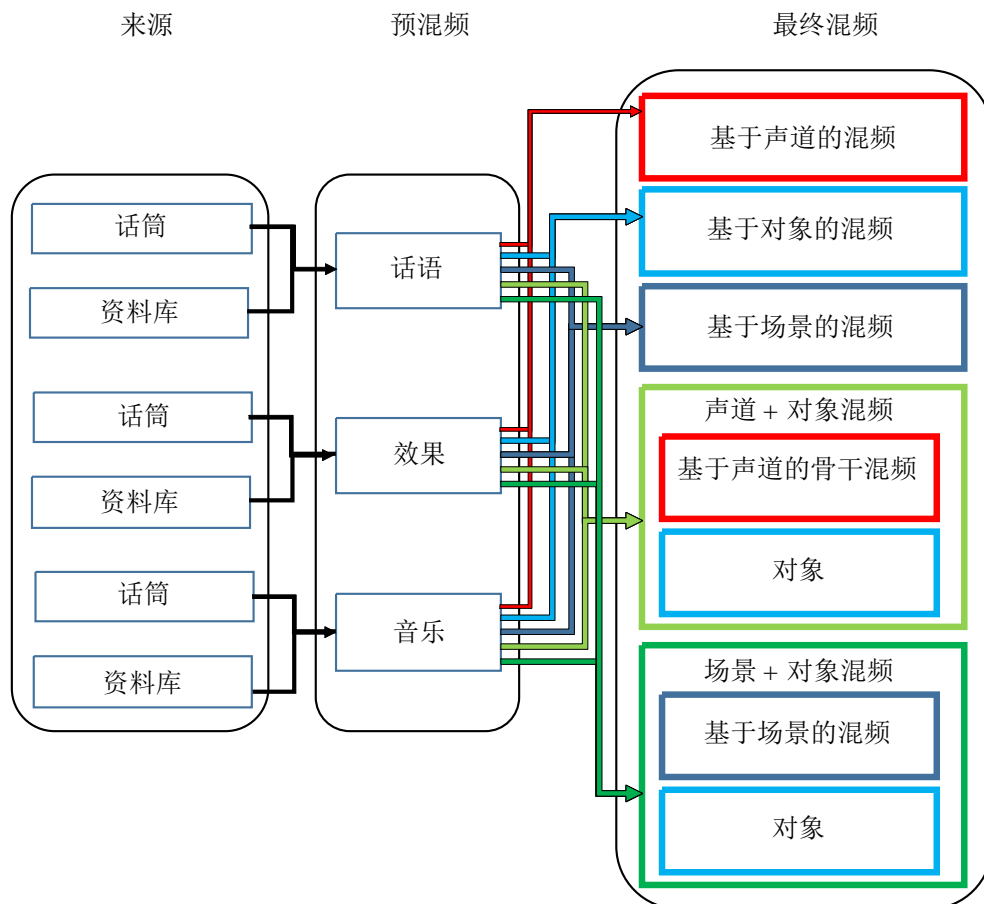 来源
预混频
最终混频
话筒
资料库
话筒
资料库
话筒
资料库
话语
效果
音乐
基于声道的混频
基于对象的混频
基于场景的混频
声道 + 对象混频
基于声道的骨干混频
对象
场景 + 对象混频
基于场景的混频
对象